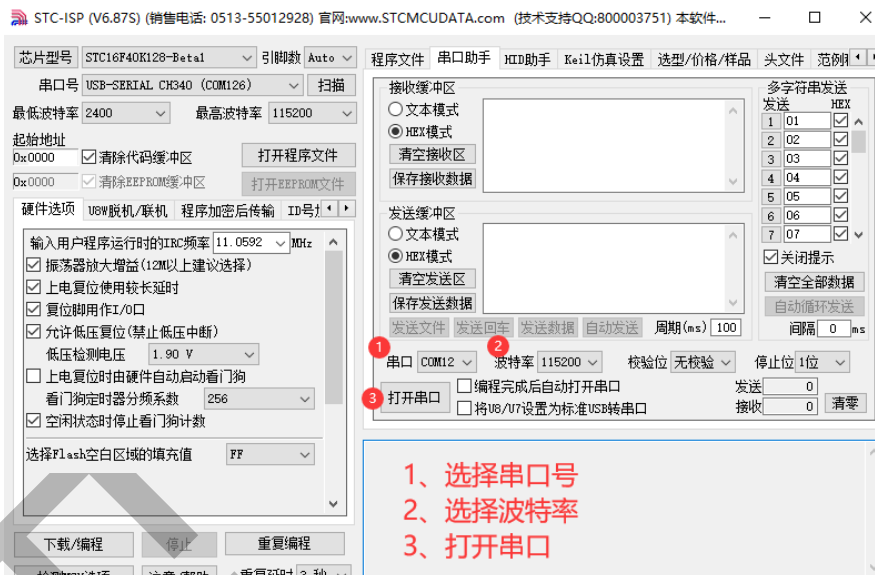 STC-ISP (V6.87S) (销售电话: 0513-55012928) 官网:www.STCMCUDATA.com (技术支持QQ:800003751) 本软件...
芯片型号 STC16F40K128-Beta1 引脚数 Auto
串口号 USB-SERIAL CH340 (COM126) 扫描
最低波特率 2400 最高波特率 115200
起始地址
0x0000 清除代码缓冲区 打开程序文件
0x0000 清除EEPROM缓冲区 打开EEPROM文件
硬件选项 U8W脱机/联机 程序加密后传输 ID号
输入用户程序运行时的IRC频率 11.0592 MHz
振荡器放大增益(12M以上建议选择)
上电复位使用较长延时
复位脚用作I/O口
允许低压复位(禁止低压中断)
低压检测电压 1.90 V
上电复位时由硬件自动启动看门狗
看门狗定时器分频系数 256
空闲状态时停止看门狗计数
选择Flash空白区域的填充值 FF
下载/编程 停止 重复编程
程序文件 串口助手 HID助手 Keil仿真设置 选型/价格/样品 头文件 范例
接收缓冲区
文本模式
HEX模式
清空接收区
保存接收数据
发送缓冲区
文本模式
HEX模式
清空发送区
保存发送数据
发送文件 发送回车 发送数据 自动发送 周期(ms) 100
多字符串发送
发送 HEX
1 01
2 02
3 03
4 04
5 05
6 06
7 07
关闭提示
清空全部数据
自动循环发送
间隔 0 ms
1 2
串口 COM12 波特率 115200 校验位 无校验 停止位 1位
3 打开串口 编程完成后自动打开串口 发送 0
将U8/U7设置为标准USB转串口 接收 0 清零
1、选择串口号
2、选择波特率
3、打开串口